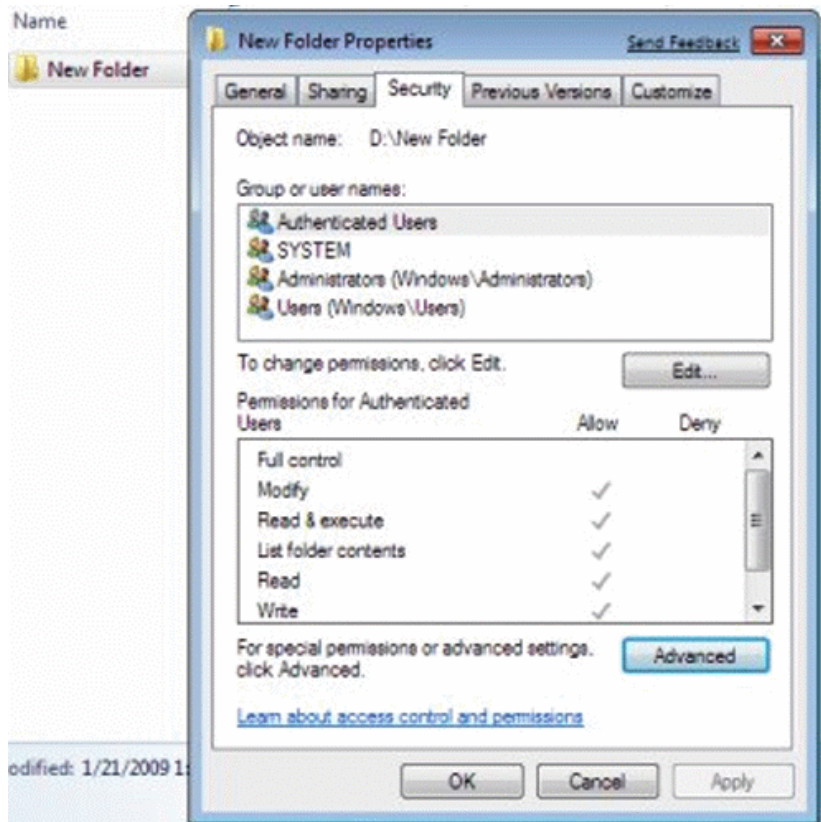 Name
New Folder
New Folder Properties
Send Feedback
General Sharing Security Previous Versions Customize
Object name: D:\New Folder
Group or user names:
Authenticated Users
SYSTEM
Administrators (Windows\Administrators)
Users (Windows\Users)
To change permissions, click Edit.
Edit...
Permissions for Authenticated
Users
Allow Deny
Full control
Modify
Read & execute
List folder contents
Read
Write
For special permissions or advanced settings,
click Advanced.
Advanced
Learn about access control and permissions
odified: 1/21/2009 1:
OK Cancel Apply